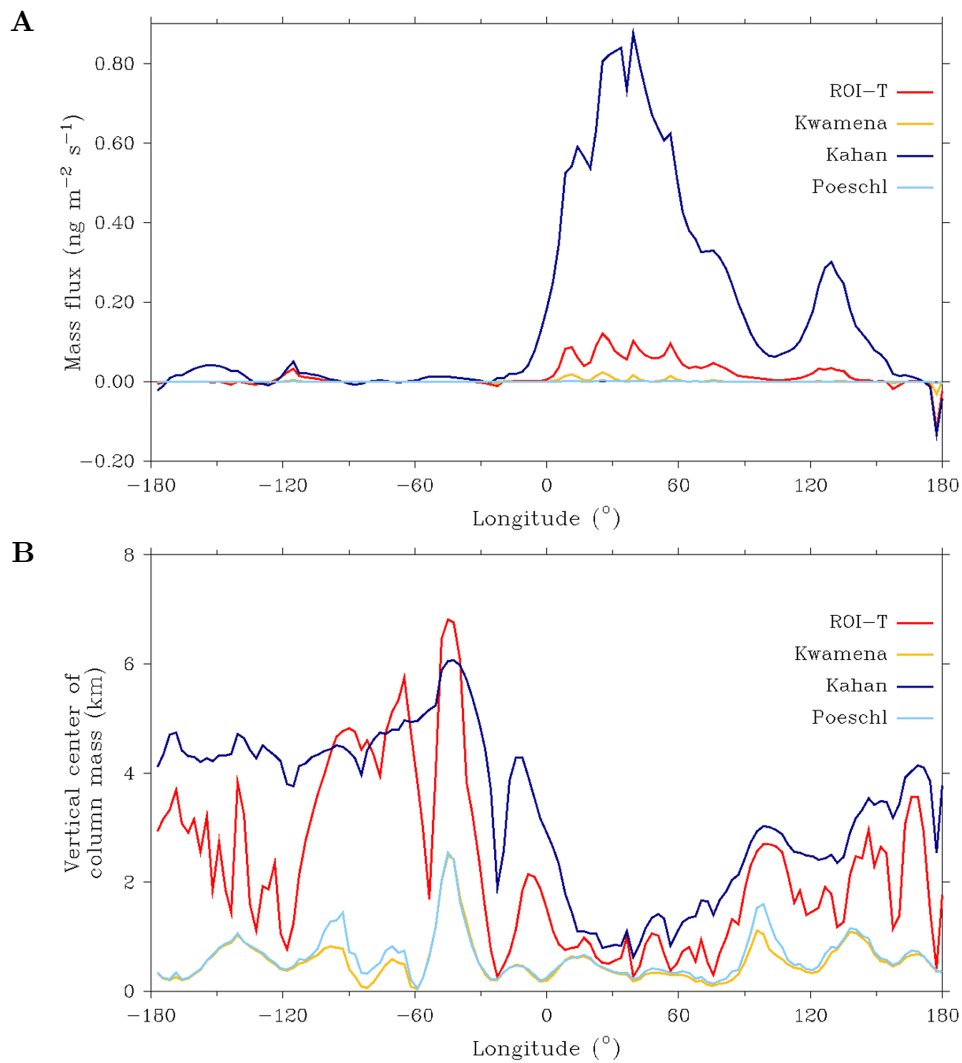 A
Mass flux (ng m⁻² s⁻¹)
0.80
0.60
0.40
0.20
0.00
−0.20
ROI−T
Kwamena
Kahan
Poeschl
−180
−120
−60
0
60
120
180
Longitude (°)
B
Vertical center of
column mass (km)
8
6
4
2
0
ROI−T
Kwamena
Kahan
Poeschl
−180
−120
−60
0
60
120
180
Longitude (°)